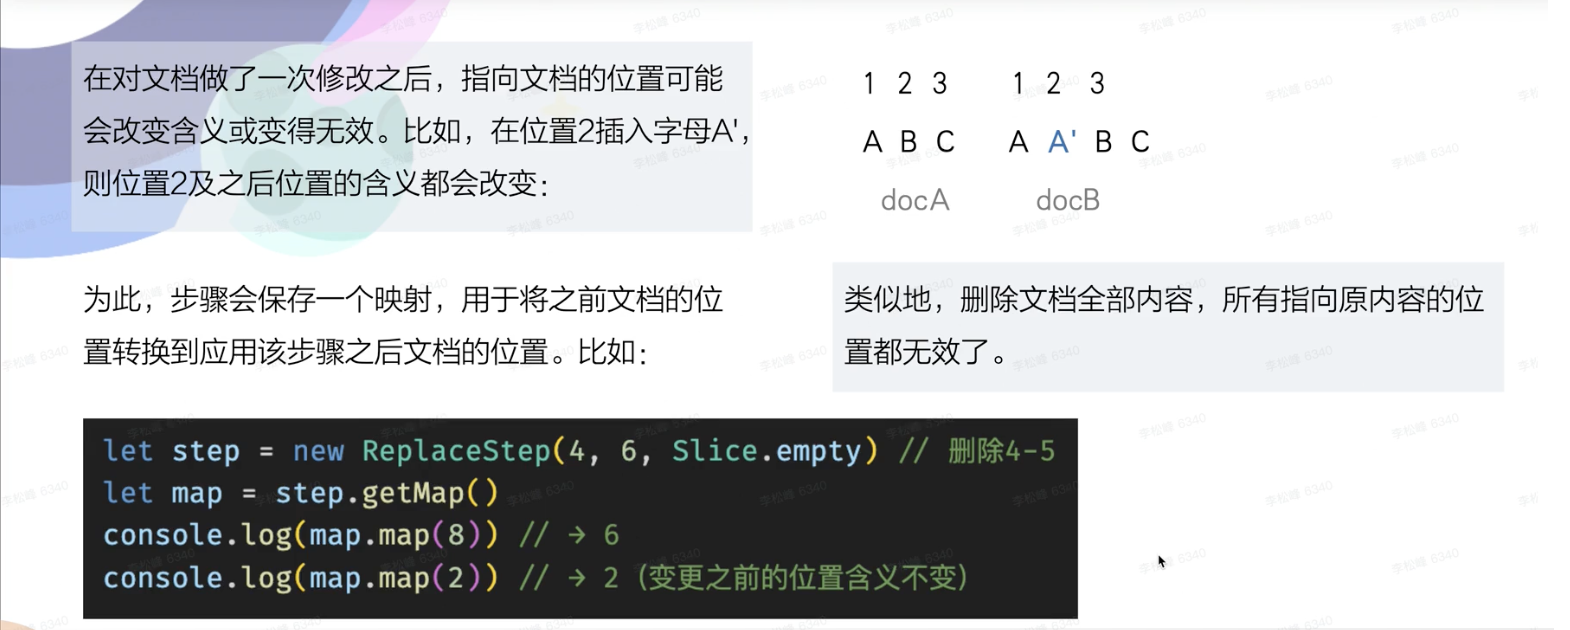 在对文档做了一次修改之后，指向文档的位置可能
会改变含义或变得无效。比如，在位置2插入字母A'，
则位置2及之后位置的含义都会改变：
1 2 3
A B C
docA
1 2 3
A A' B C
docB
为此，步骤会保存一个映射，用于将之前文档的位
置转换到应用该步骤之后文档的位置。比如：
类似地，删除文档全部内容，所有指向原内容的位
置都无效了。
let step = new ReplaceStep(4, 6, Slice.empty) // 删除4-5
let map = step.getMap()
console.log(map.map(8)) // → 6
console.log(map.map(2)) // → 2（变更之前的位置含义不变）
李松峰 6340